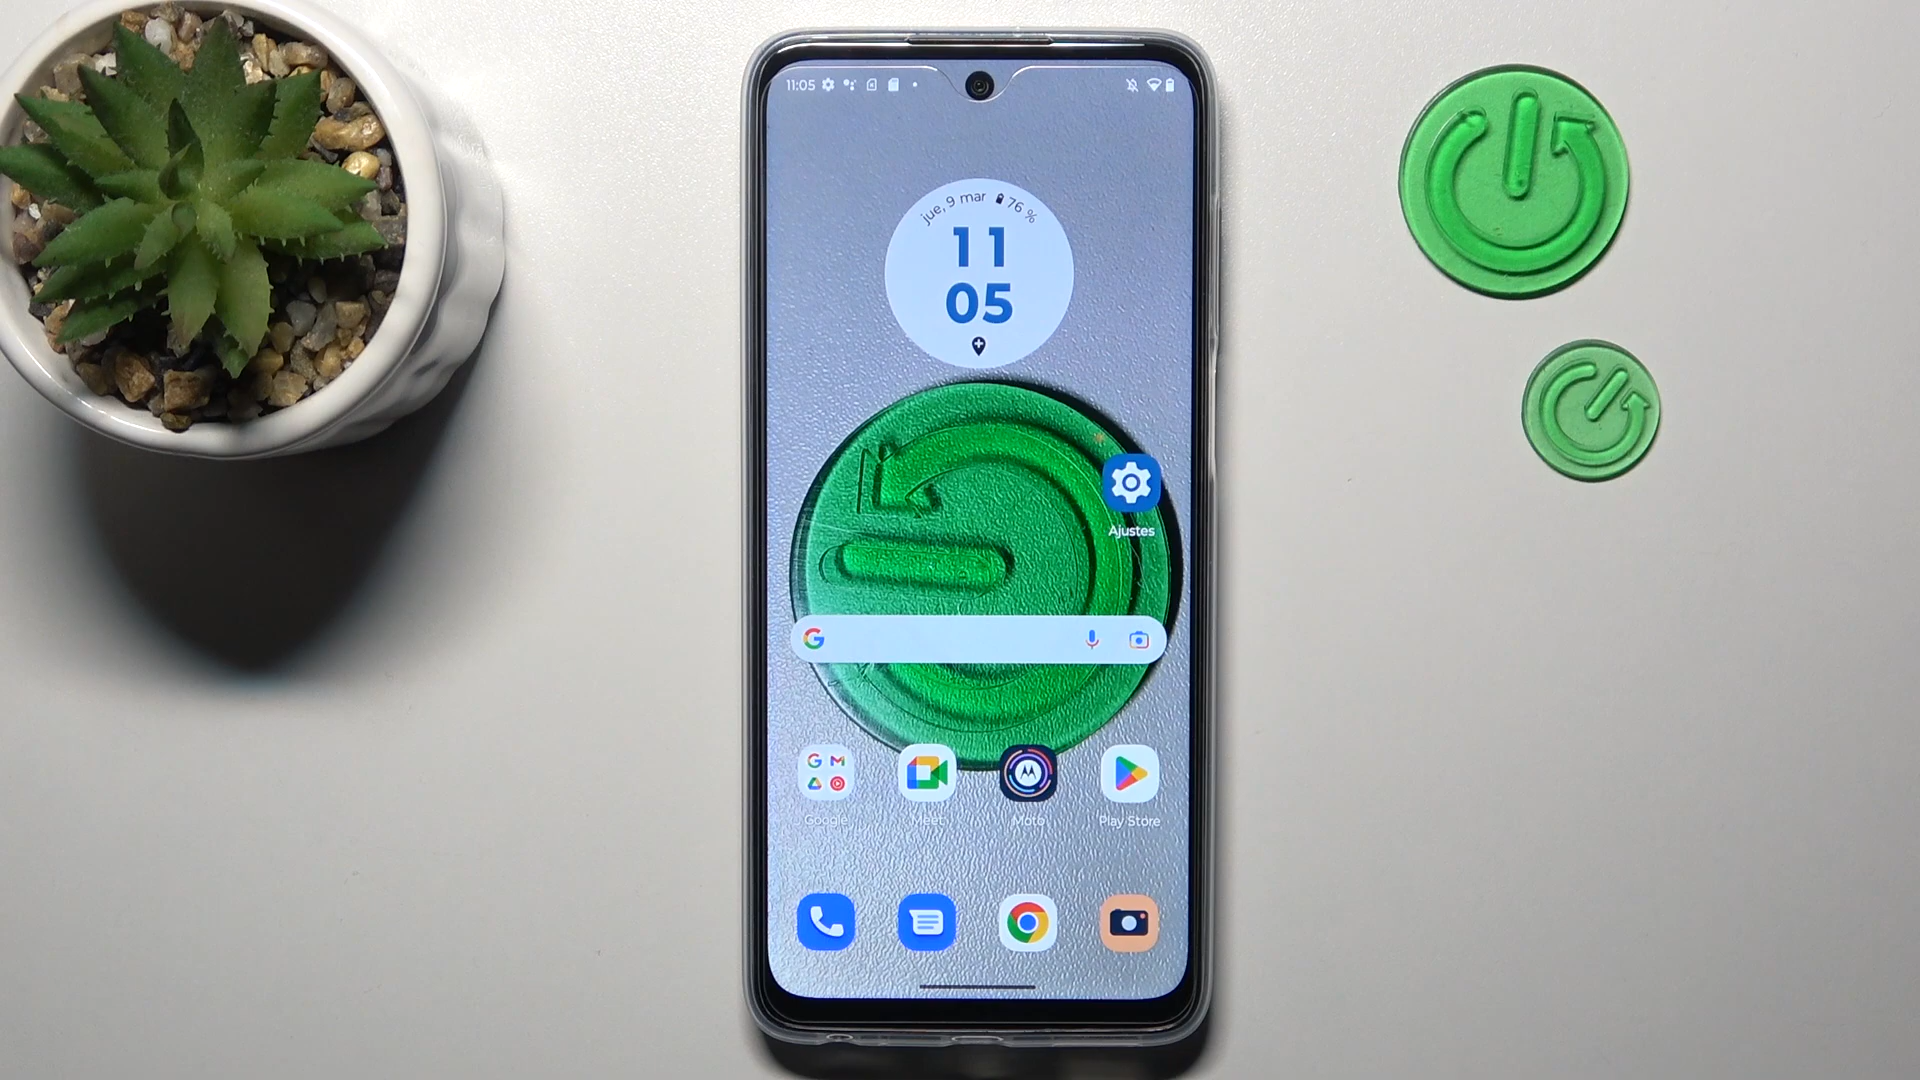 11:05
jue, 9 mar 76 %
11
05
Ajustes
Google
Meet
Moto
Play Store